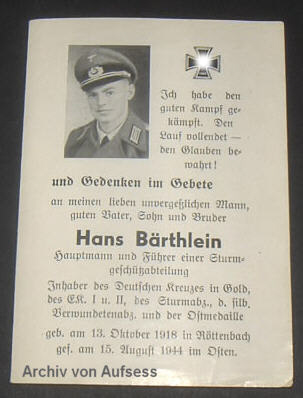 Ich habe den
guten Kampf ge-
kämpft. Den
Lauf vollendet —
den Glauben be-
wahrt!
und Gedenken im Gebete
an meinen lieben unvergeßlichen Mann,
guten Vater, Sohn und Bruder
Hans Bärthlein
Hauptmann und Führer einer Sturm-
geschützabteilung
Inhaber des Deutschen Kreuzes in Gold,
des EK. I u. II, des Sturmabz., d. silb.
Verwundetenabz. und der Ostmedaille
geb. am 13. Oktober 1918 in Röttenbach
gef. am 15. August 1944 im Osten.
Archiv von Aufsess